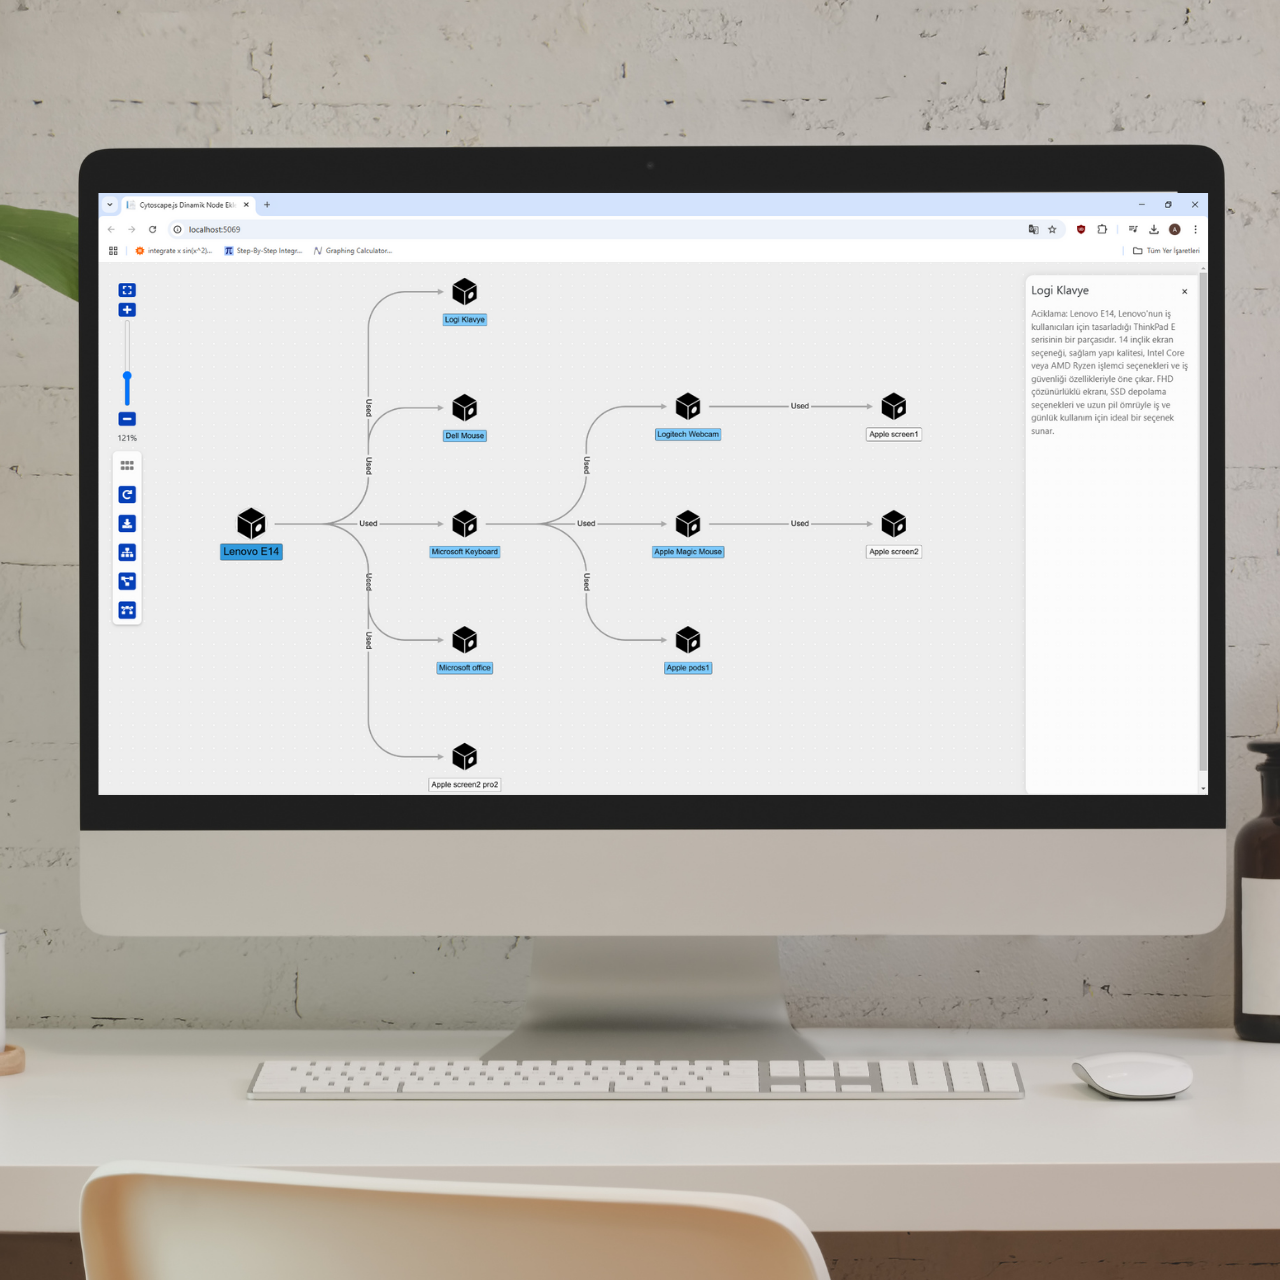 Cytoscape.js Dinamik Node Ekl
localhost:5069
integrate x sin(x^2)...
Step-By-Step Integr...
Graphing Calculator...
Tüm Yer İşaretleri
A
121%
Logi Klavye
Used
Dell Mouse
Used
Logitech Webcam
Used
Apple screen1
Used
Lenovo E14
Used
Microsoft Keyboard
Used
Apple Magic Mouse
Used
Apple screen2
Used
Microsoft office
Used
Apple pods1
Used
Apple screen2 pro2
Logi Klavye
Aciklama: Lenovo E14, Lenovo'nun iş
kullanıcıları için tasarladığı ThinkPad E
serisinin bir parçasıdır. 14 inçlik ekran
seçeneği, sağlam yapı kalitesi, Intel Core
veya AMD Ryzen işlemci seçenekleri ve iş
güvenliği özellikleriyle öne çıkar. FHD
çözünürlüklü ekranı, SSD depolama
seçenekleri ve uzun pil ömrüyle iş ve
günlük kullanım için ideal bir seçenek
sunar.